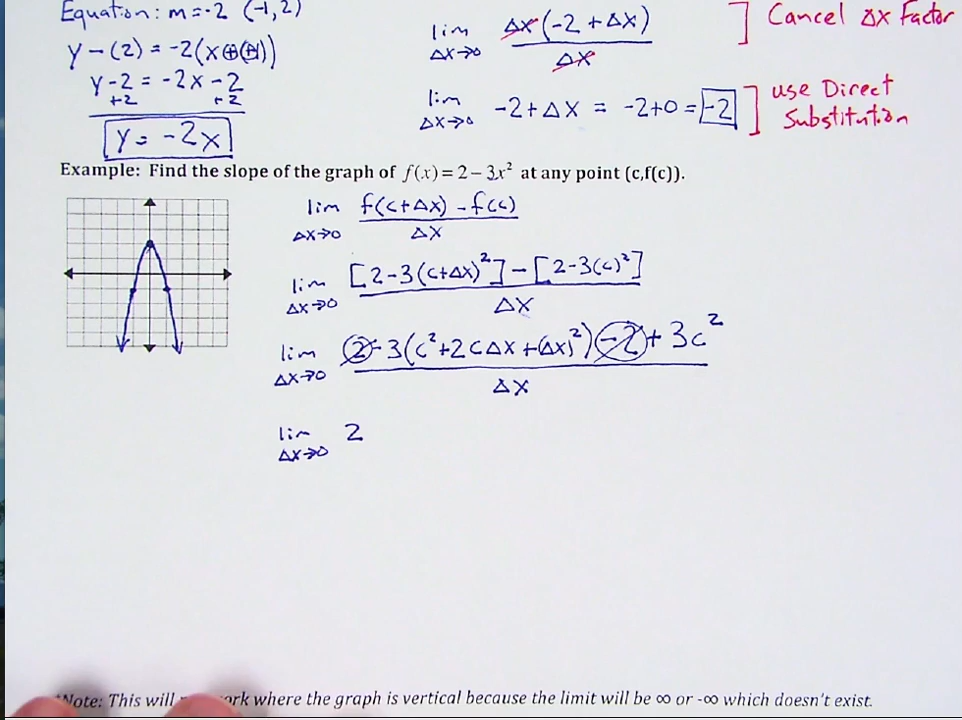 Equation: m=-2 (-1,2)
y-(2) = -2(x⊕(⊕1))
y-2 = -2x-2
+2 +2
y = -2x
lim Δx→0 Δx(-2+Δx) / Δx ] Cancel Δx Factor
lim Δx→0 -2+Δx = -2+0 = -2 ] use Direct Substitution
Example: Find the slope of the graph of f(x) = 2 - 3x² at any point (c,f(c)).
lim Δx→0 f(c+Δx) - f(c) / Δx
lim Δx→0 [2-3(c+Δx)²] - [2-3(c)²] / Δx
lim Δx→0 2-3(c²+2cΔx+(Δx)²)-2+3c² / Δx
lim Δx→0 2
Note: This will where the graph is vertical because the limit will be ∞ or -∞ which doesn't exist.